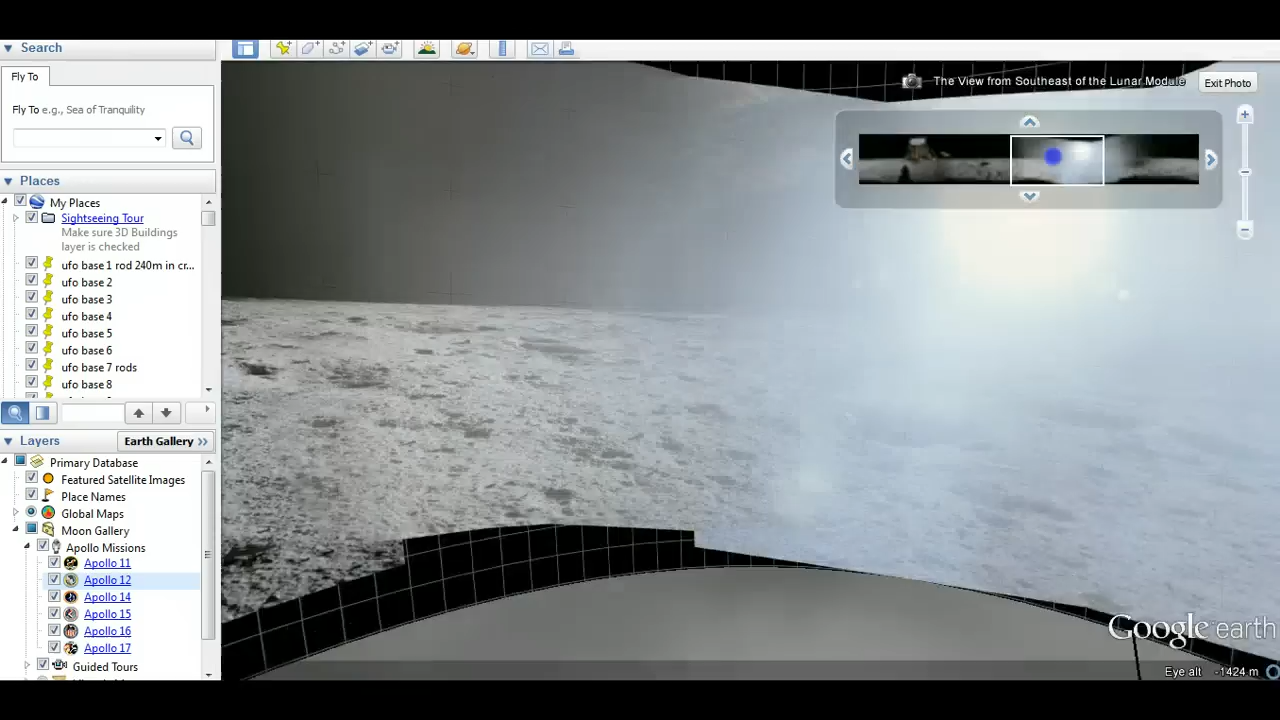 Search
Fly To
Fly To e.g., Sea of Tranquility
Places
My Places
Sightseeing Tour
Make sure 3D Buildings
layer is checked
ufo base 1 rod 240m in cr...
ufo base 2
ufo base 3
ufo base 4
ufo base 5
ufo base 6
ufo base 7 rods
ufo base 8
Layers
Earth Gallery >>
Primary Database
Featured Satellite Images
Place Names
Global Maps
Moon Gallery
Apollo Missions
Apollo 11
Apollo 12
Apollo 14
Apollo 15
Apollo 16
Apollo 17
Guided Tours
The View from Southeast of the Lunar Module
Exit Photo
Google earth
Eye alt -1424 m